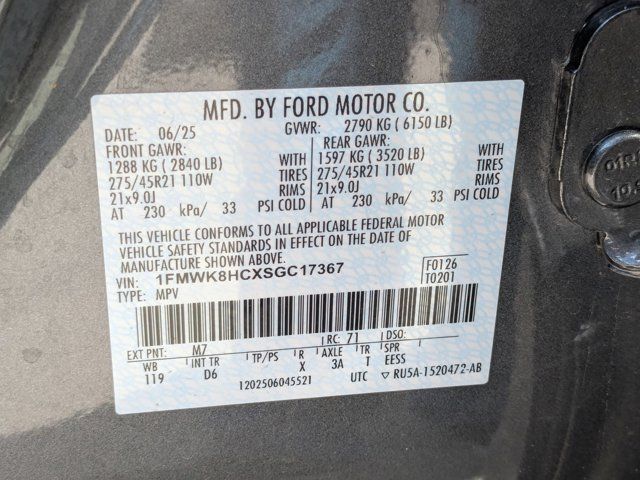 MFD. BY FORD MOTOR CO.
DATE: 06/25 GVWR: 2790 KG ( 6150 LB)
FRONT GAWR: REAR GAWR:
1288 KG ( 2840 LB) WITH 1597 KG ( 3520 LB) WITH
275/45R21 110W TIRES 275/45R21 110W TIRES
21x9.0J RIMS 21x9.0J RIMS
AT 230 kPa/ 33 PSI COLD AT 230 kPa/ 33 PSI COLD
THIS VEHICLE CONFORMS TO ALL APPLICABLE FEDERAL MOTOR
VEHICLE SAFETY STANDARDS IN EFFECT ON THE DATE OF
MANUFACTURE SHOWN ABOVE.
VIN: 1FMWK8HCXSGC17367 F0126
TYPE: MPV T0201
EXT PNT: M7 RC: 71 DSO:
WB INT TR TP/PS R AXLE TR SPR
119 D6 X 3A T EESS
1202506045521 UTC ▽ RU5A-1520472-AB